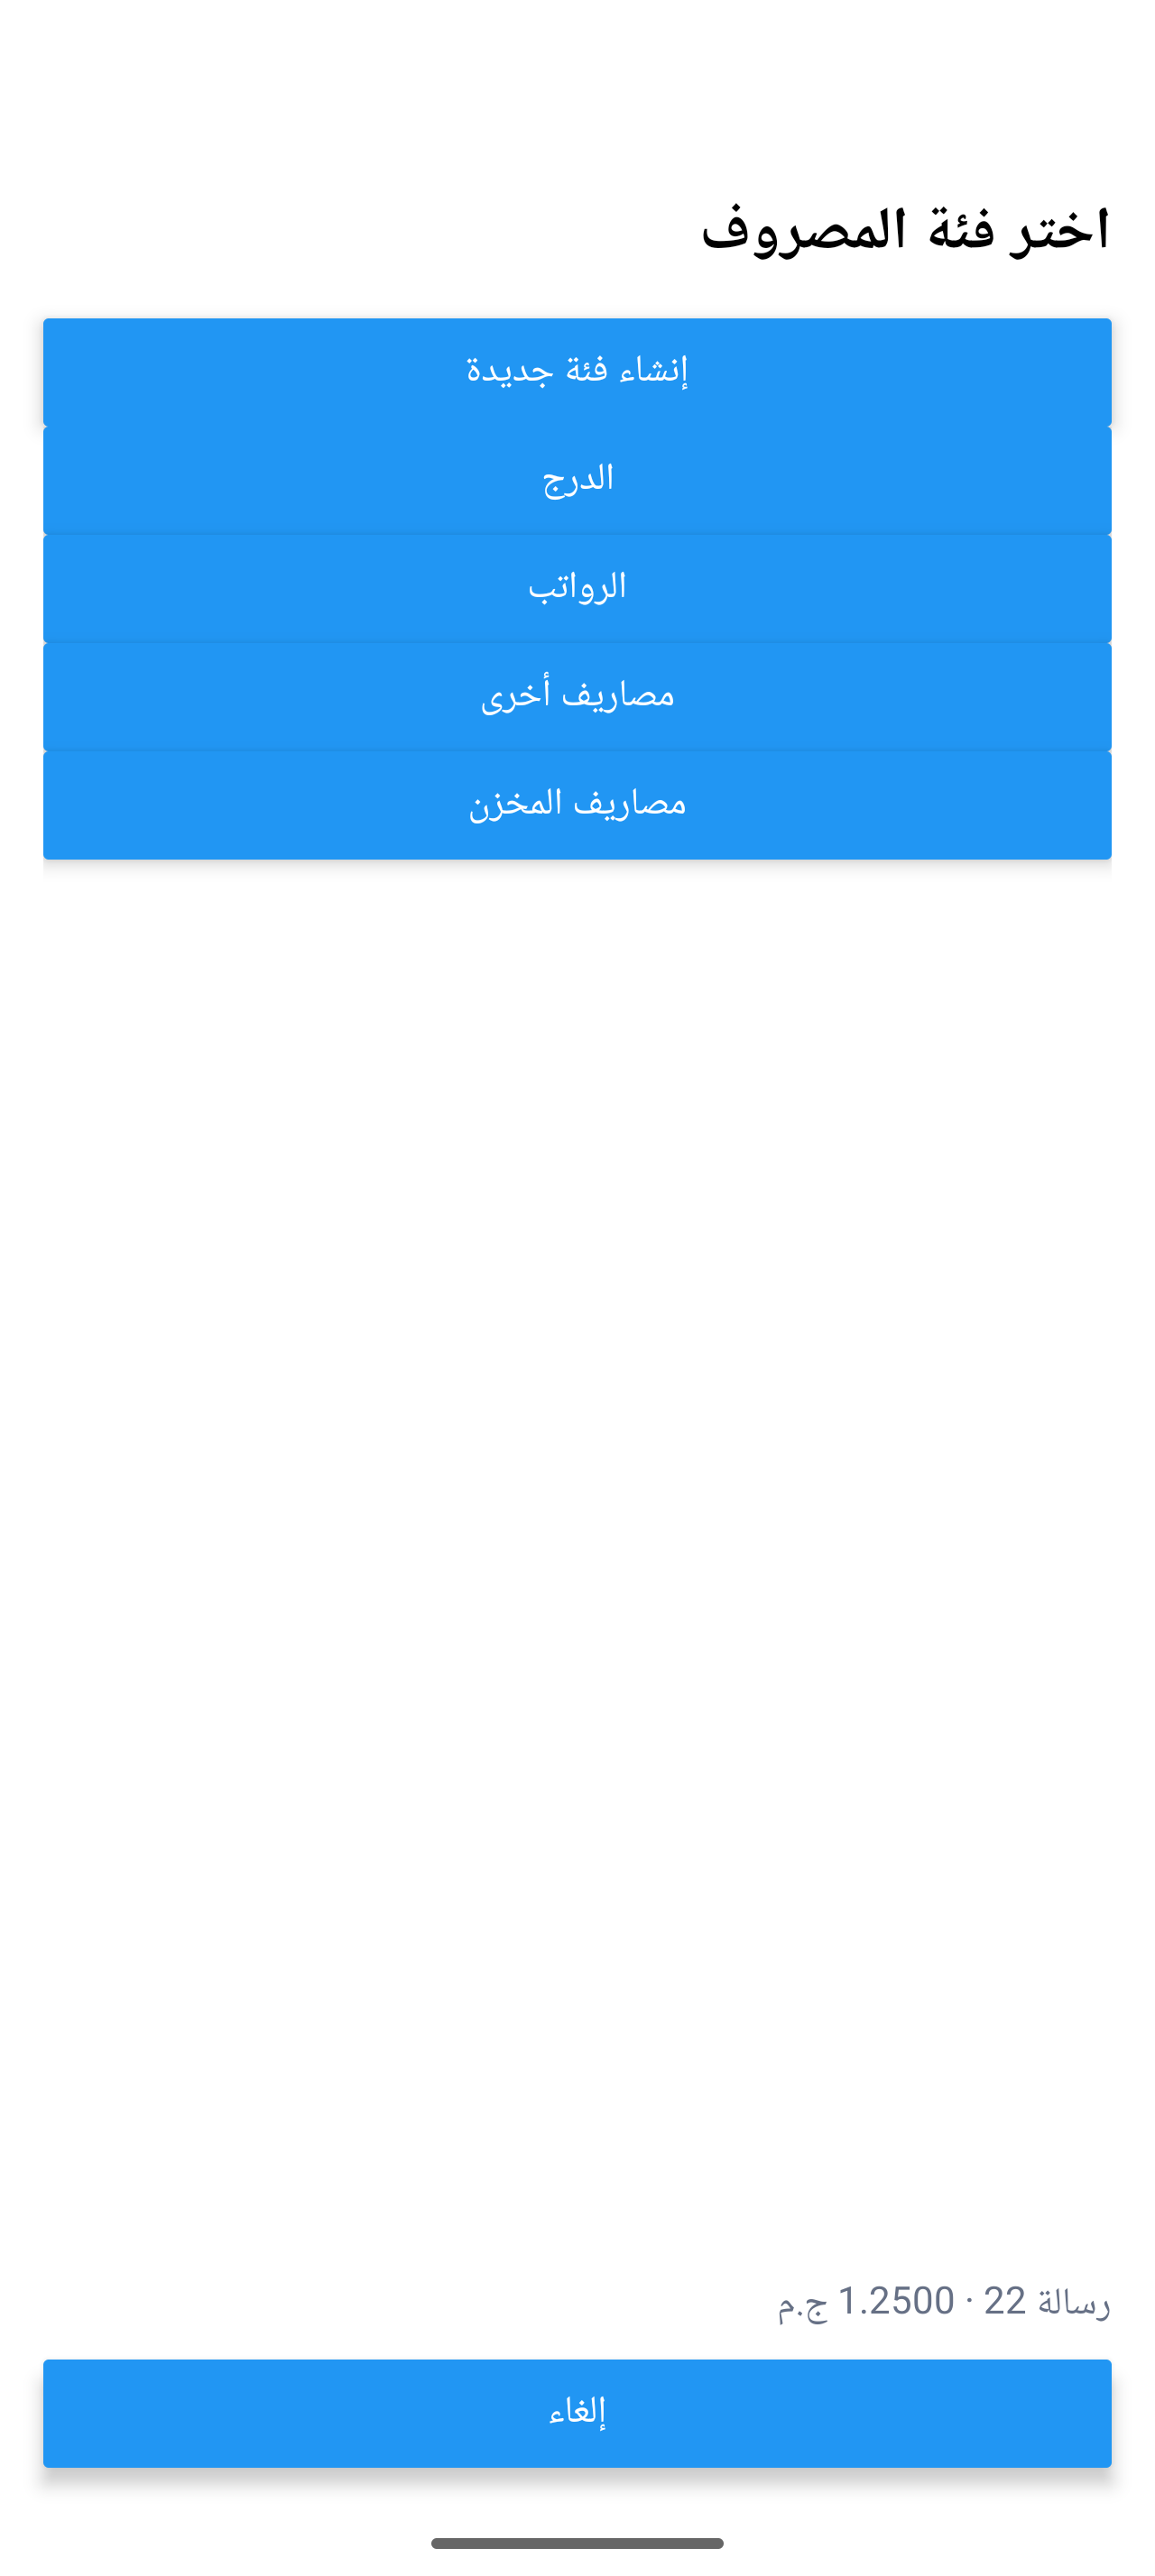 اختر فئة المصروف
إنشاء فئة جديدة
الدرج
الرواتب
مصاريف أخرى
مصاريف المخزن
رسالة 22 · 1.2500 ج.م
إلغاء